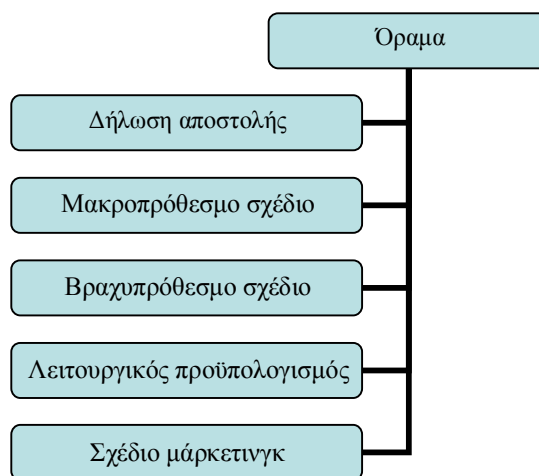 Όραμα
Δήλωση αποστολής
Μακροπρόθεσμο σχέδιο
Βραχυπρόθεσμο σχέδιο
Λειτουργικός προϋπολογισμός
Σχέδιο μάρκετινγκ